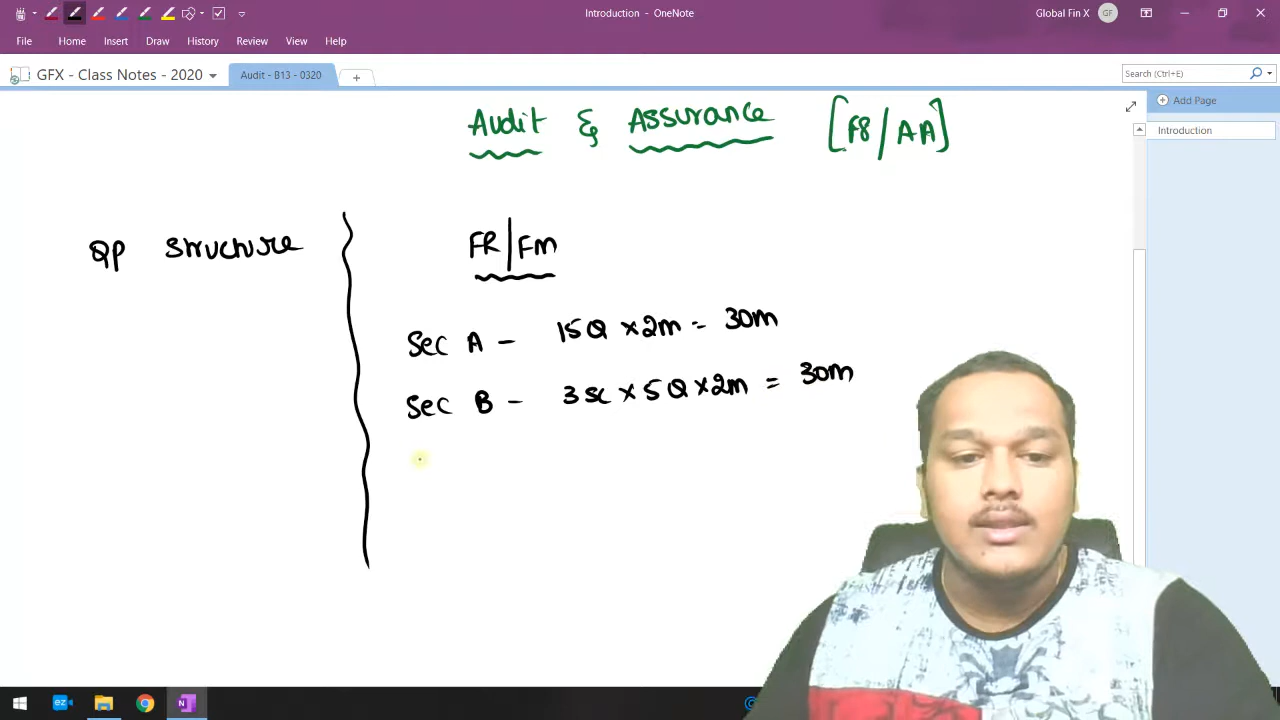 Introduction - OneNote
Global Fin X GF
File Home Insert Draw History Review View Help
GFX - Class Notes - 2020 Audit - B13 - 0320
Search (Ctrl+E)
Add Page
Introduction
Audit & Assurance [F8/AA]
QP Structure
FR|FM
Sec A - 15Q x 2m = 30m
Sec B - 3sc x 5Q x 2m = 30m
ez
N